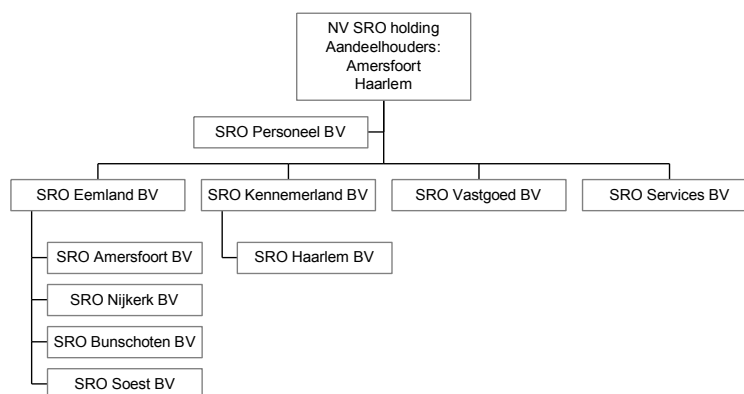 NV SRO holding
Aandeelhouders:
Amersfoort
Haarlem
SRO Personeel BV
SRO Eemland BV
SRO Kennemerland BV
SRO Vastgoed BV
SRO Services BV
SRO Amersfoort BV
SRO Haarlem BV
SRO Nijkerk BV
SRO Bunschoten BV
SRO Soest BV